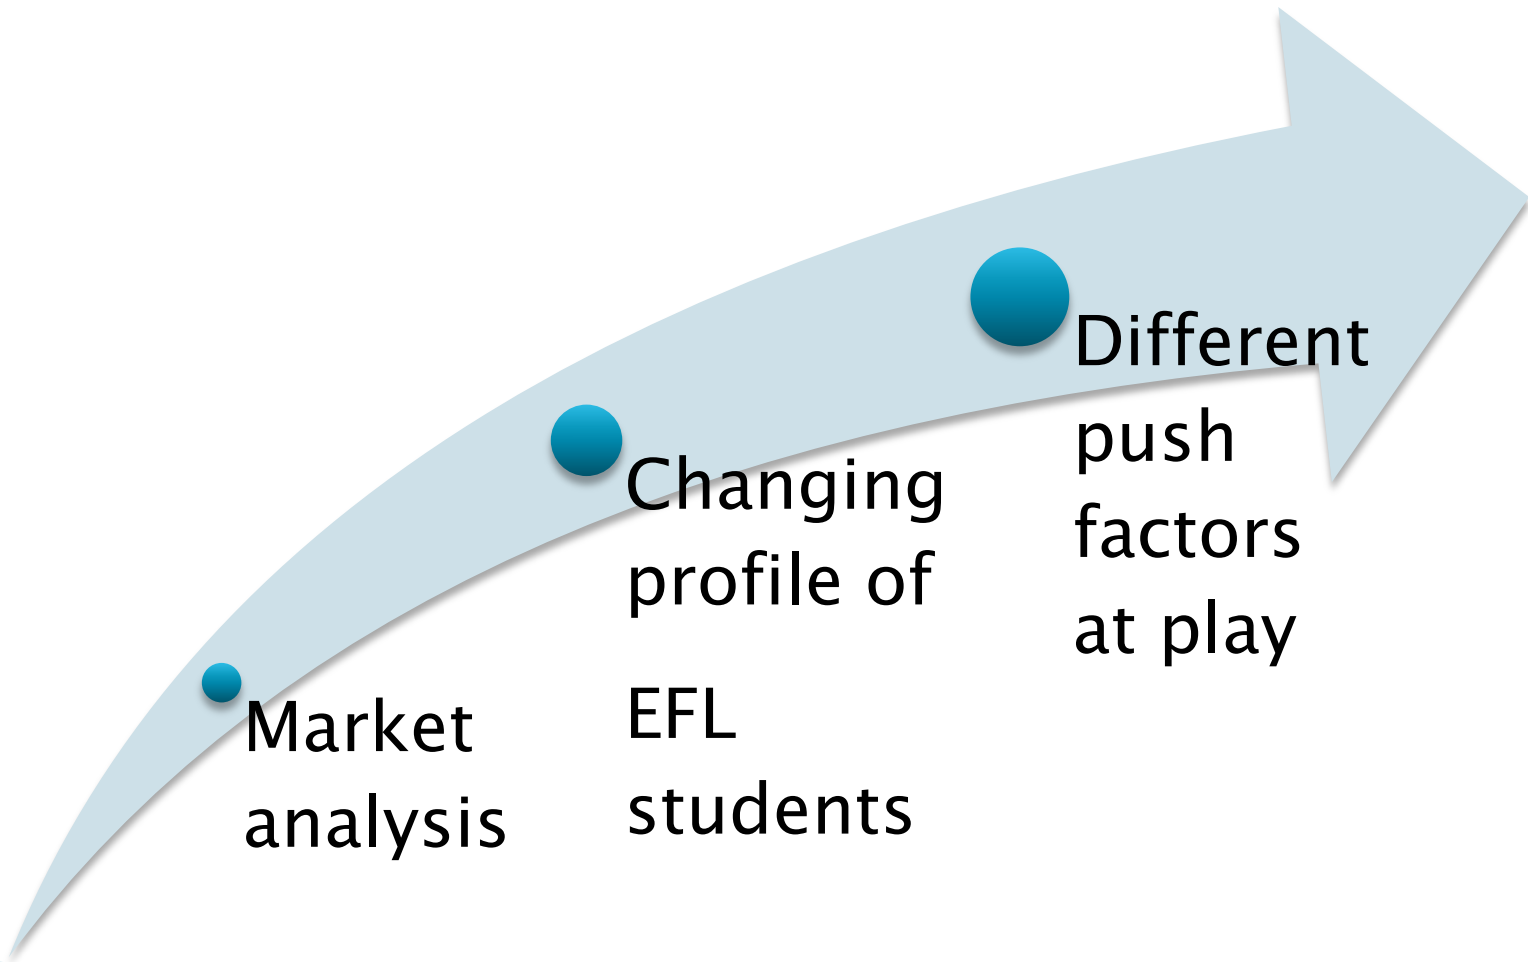 Market
analysis
Changing
profile of
EFL
students
Different
push
factors
at play